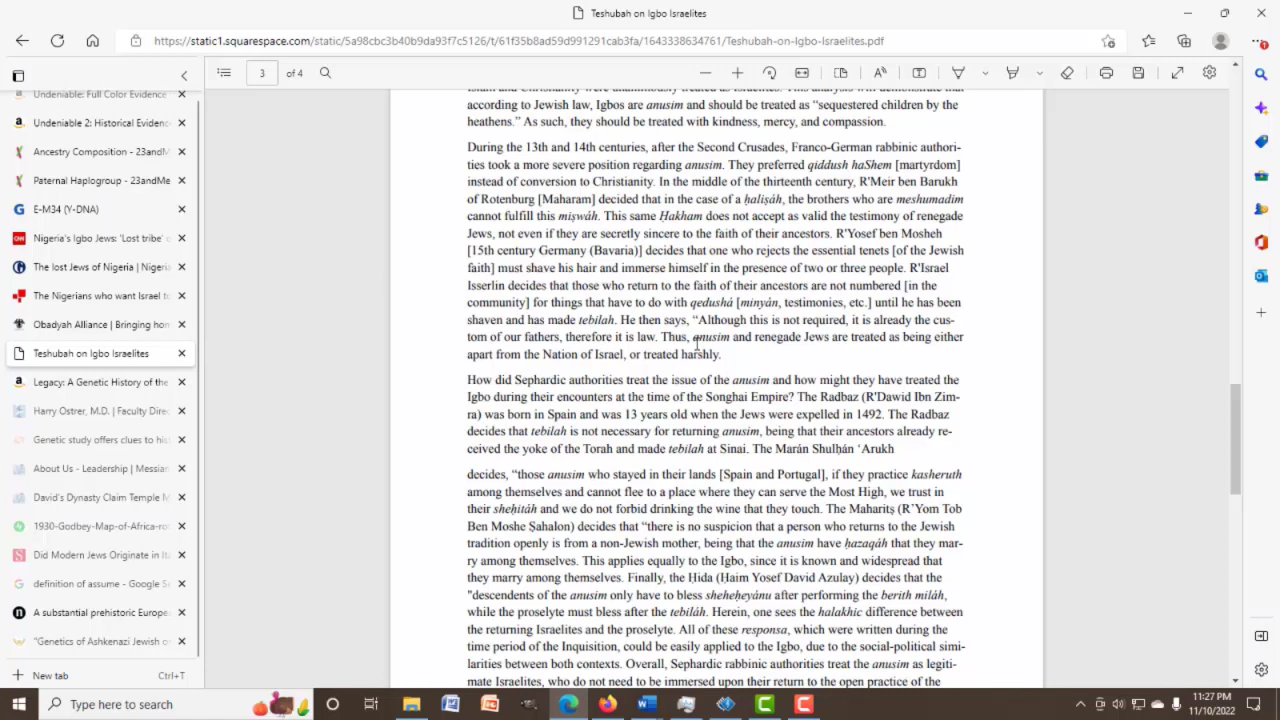 Teshubah on Igbo Israelites
https://static1.squarespace.com/static/5a98cbc3b40b9da93f7c5126/t/61f35b8ad59d991291cab3fa/1643338634761/Teshubah-on-Igbo-Israelites.pdf
3 of 4
Undeniable: Full Color Evidence
Undeniable 2: Historical Evidenc
Ancestry Composition - 23andM
Paternal Haplogroup - 23andMe
E-M34 (Y-DNA)
Nigeria's Igbo Jews: 'Lost tribe' o
The lost Jews of Nigeria | Nigeria
The Nigerians who want Israel to
Obadyah Alliance | Bringing hom
Teshubah on Igbo Israelites
Legacy: A Genetic History of the
Harry Ostrer, M.D. | Faculty Direc
Genetic study offers clues to his
About Us - Leadership | Messian
David's Dynasty Claim Temple M
1930-Godbey-Map-of-Africa-rot
Did Modern Jews Originate in Ita
definition of assume - Google Se
A substantial prehistoric Europea
"Genetics of Ashkenazi Jewish or
New tab Ctrl+T
according to Jewish law, Igbos are anusim and should be treated as “sequestered children by the
heathens.” As such, they should be treated with kindness, mercy, and compassion.
During the 13th and 14th centuries, after the Second Crusades, Franco-German rabbinic authori-
ties took a more severe position regarding anusim. They preferred qiddush haShem [martyrdom]
instead of conversion to Christianity. In the middle of the thirteenth century, R'Meir ben Barukh
of Rotenburg [Maharam] decided that in the case of a ḥaliṣáh, the brothers who are meshumadim
cannot fulfill this miṣwáh. This same Ḥakham does not accept as valid the testimony of renegade
Jews, not even if they are secretly sincere to the faith of their ancestors. R'Yosef ben Mosheh
[15th century Germany (Bavaria)] decides that one who rejects the essential tenets [of the Jewish
faith] must shave his hair and immerse himself in the presence of two or three people. R'Israel
Isserlin decides that those who return to the faith of their ancestors are not numbered [in the
community] for things that have to do with qedushá [minyán, testimonies, etc.] until he has been
shaven and has made tebilah. He then says, “Although this is not required, it is already the cus-
tom of our fathers, therefore it is law. Thus, anusim and renegade Jews are treated as being either
apart from the Nation of Israel, or treated harshly.
How did Sephardic authorities treat the issue of the anusim and how might they have treated the
Igbo during their encounters at the time of the Songhai Empire? The Radbaz (R'Dawid Ibn Zim-
ra) was born in Spain and was 13 years old when the Jews were expelled in 1492. The Radbaz
decides that tebilah is not necessary for returning anusim, being that their ancestors already re-
ceived the yoke of the Torah and made tebilah at Sinai. The Marán Shulḥán ‘Arukh
decides, “those anusim who stayed in their lands [Spain and Portugal], if they practice kasheruth
among themselves and cannot flee to a place where they can serve the Most High, we trust in
their sheḥitáh and we do not forbid drinking the wine that they touch. The Mahariṭṣ (R’Yom Tob
Ben Moshe Ṣahalon) decides that “there is no suspicion that a person who returns to the Jewish
tradition openly is from a non-Jewish mother, being that the anusim have ḥazaqáh that they mar-
ry among themselves. This applies equally to the Igbo, since it is known and widespread that
they marry among themselves. Finally, the Ḥida (Ḥaim Yosef David Azulay) decides that the
"descendents of the anusim only have to bless sheheḥeyánu after performing the berith miláh,
while the proselyte must bless after the tebiláh. Herein, one sees the halakhic difference between
the returning Israelites and the proselyte. All of these responsa, which were written during the
time period of the Inquisition, could be easily applied to the Igbo, due to the social-political simi-
larities between both contexts. Overall, Sephardic rabbinic authorities treat the anusim as legiti-
mate Israelites, who do not need to be immersed upon their return to the open practice of the
Type here to search
11:27 PM
11/10/2022